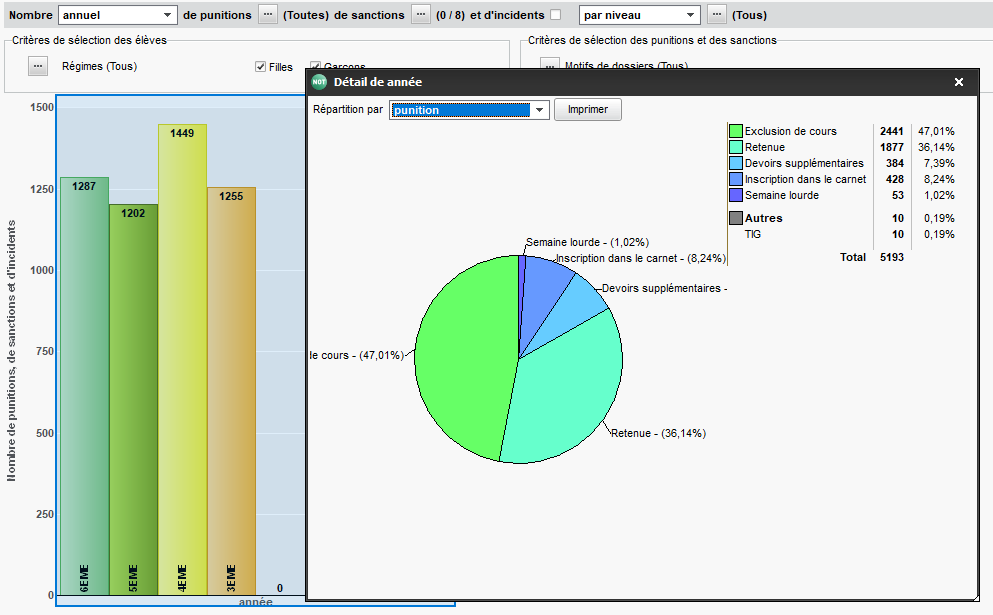 Nombre annuel de punitions ... (Toutes) de sanctions ... (0 / 8) et d'incidents par niveau ... (Tous)
Critères de sélection des élèves
Critères de sélection des punitions et des sanctions
... Régimes (Tous) Filles Garçons
... Motifs de dossiers (Tous)
NOT Détail de année
Répartition par punition Imprimer
Exclusion de cours 2441 47,01%
Retenue 1877 36,14%
Devoirs supplémentaires 384 7,39%
Inscription dans le carnet 428 8,24%
Semaine lourde 53 1,02%
Autres 10 0,19%
TIG 10 0,19%
Total 5193
Semaine lourde - (1,02%)
Inscription dans le carnet - (8,24%)
Devoirs supplémentaires -
le cours - (47,01%)
Retenue - (36,14%)
Nombre de punitions, de sanctions et d'incidents
1500
1250
1000
750
500
250
0
1287
1202
1449
1255
0
6EME
5EME
4EME
3EME
année